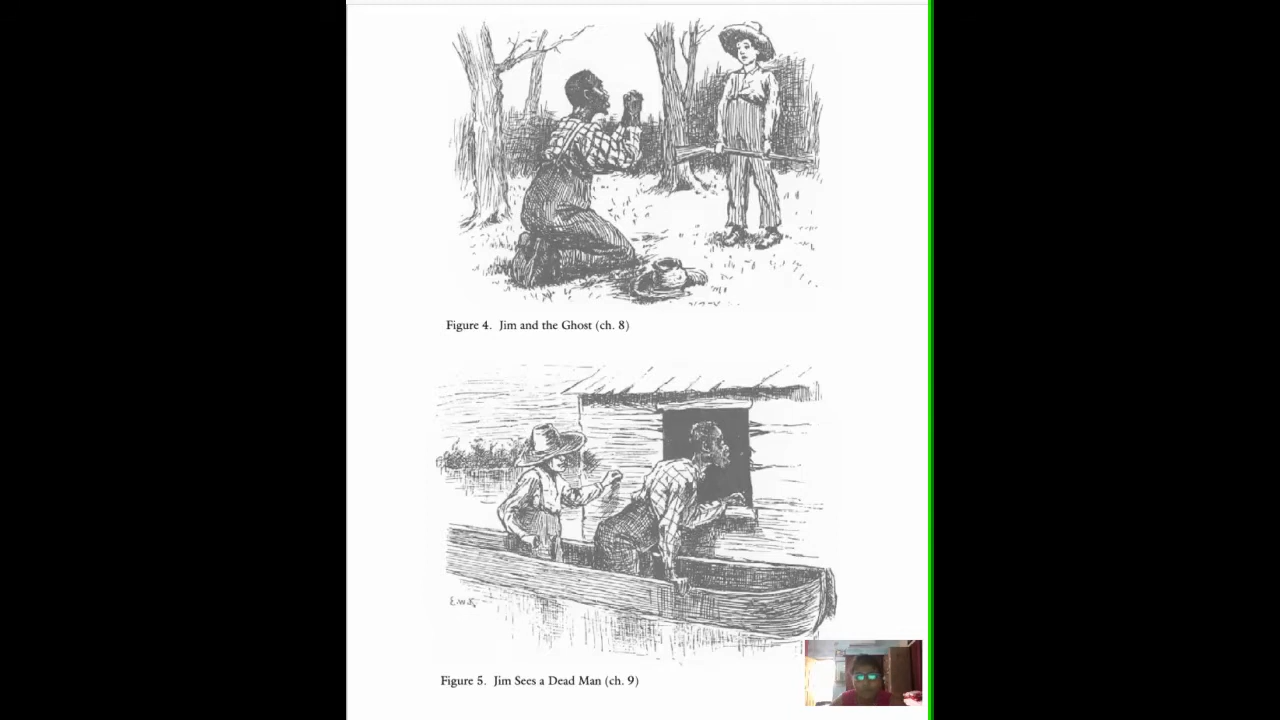 Figure 4. Jim and the Ghost (ch. 8)
E.W.K.
Figure 5. Jim Sees a Dead Man (ch. 9)